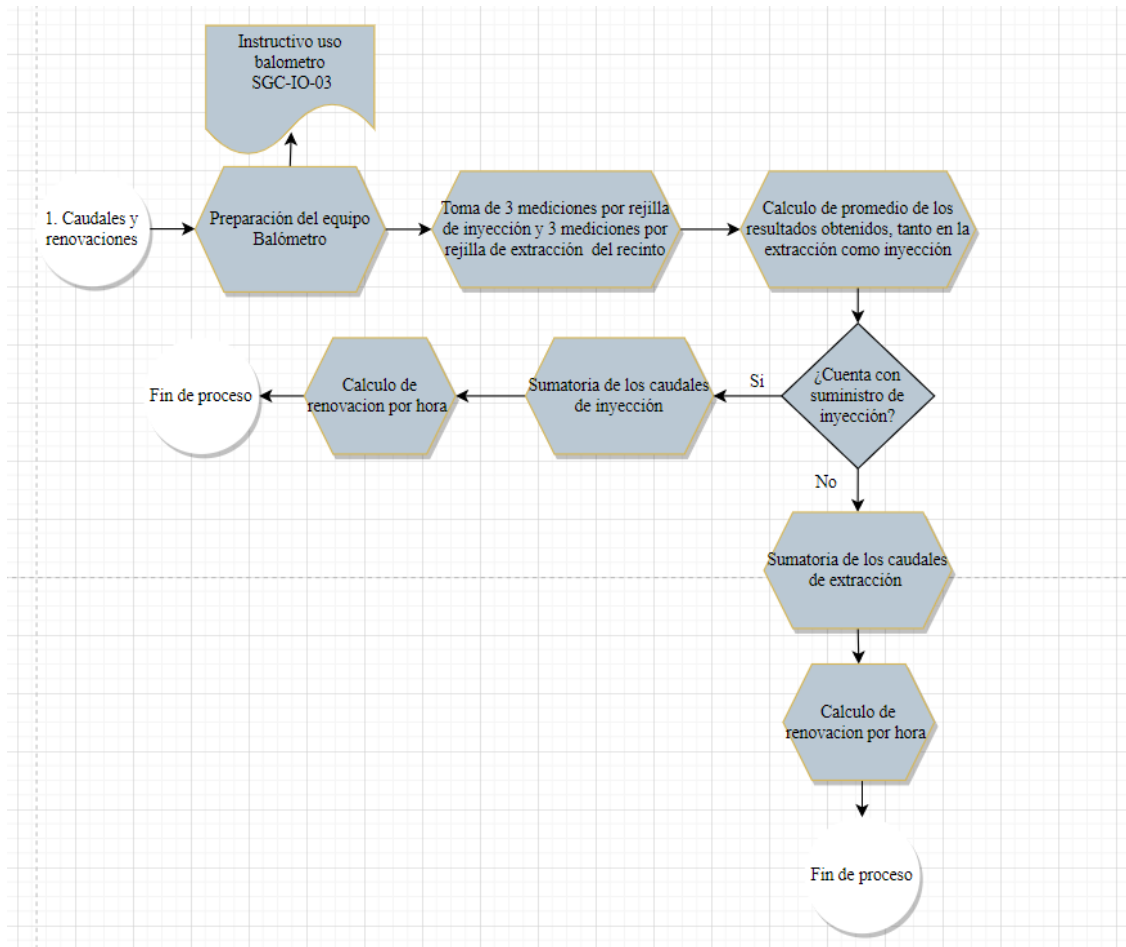 Instructivo uso
balometro
SGC-IO-03
1. Caudales y
renovaciones
Preparación del equipo
Balómetro
Toma de 3 mediciones por rejilla
de inyección y 3 mediciones por
rejilla de extracción del recinto
Calculo de promedio de los
resultados obtenidos, tanto en la
extracción como inyección
¿Cuenta con
suministro de
inyección?
Si
Sumatoria de los caudales
de inyección
Calculo de
renovacion por hora
Fin de proceso
No
Sumatoria de los caudales
de extracción
Calculo de
renovacion por hora
Fin de proceso